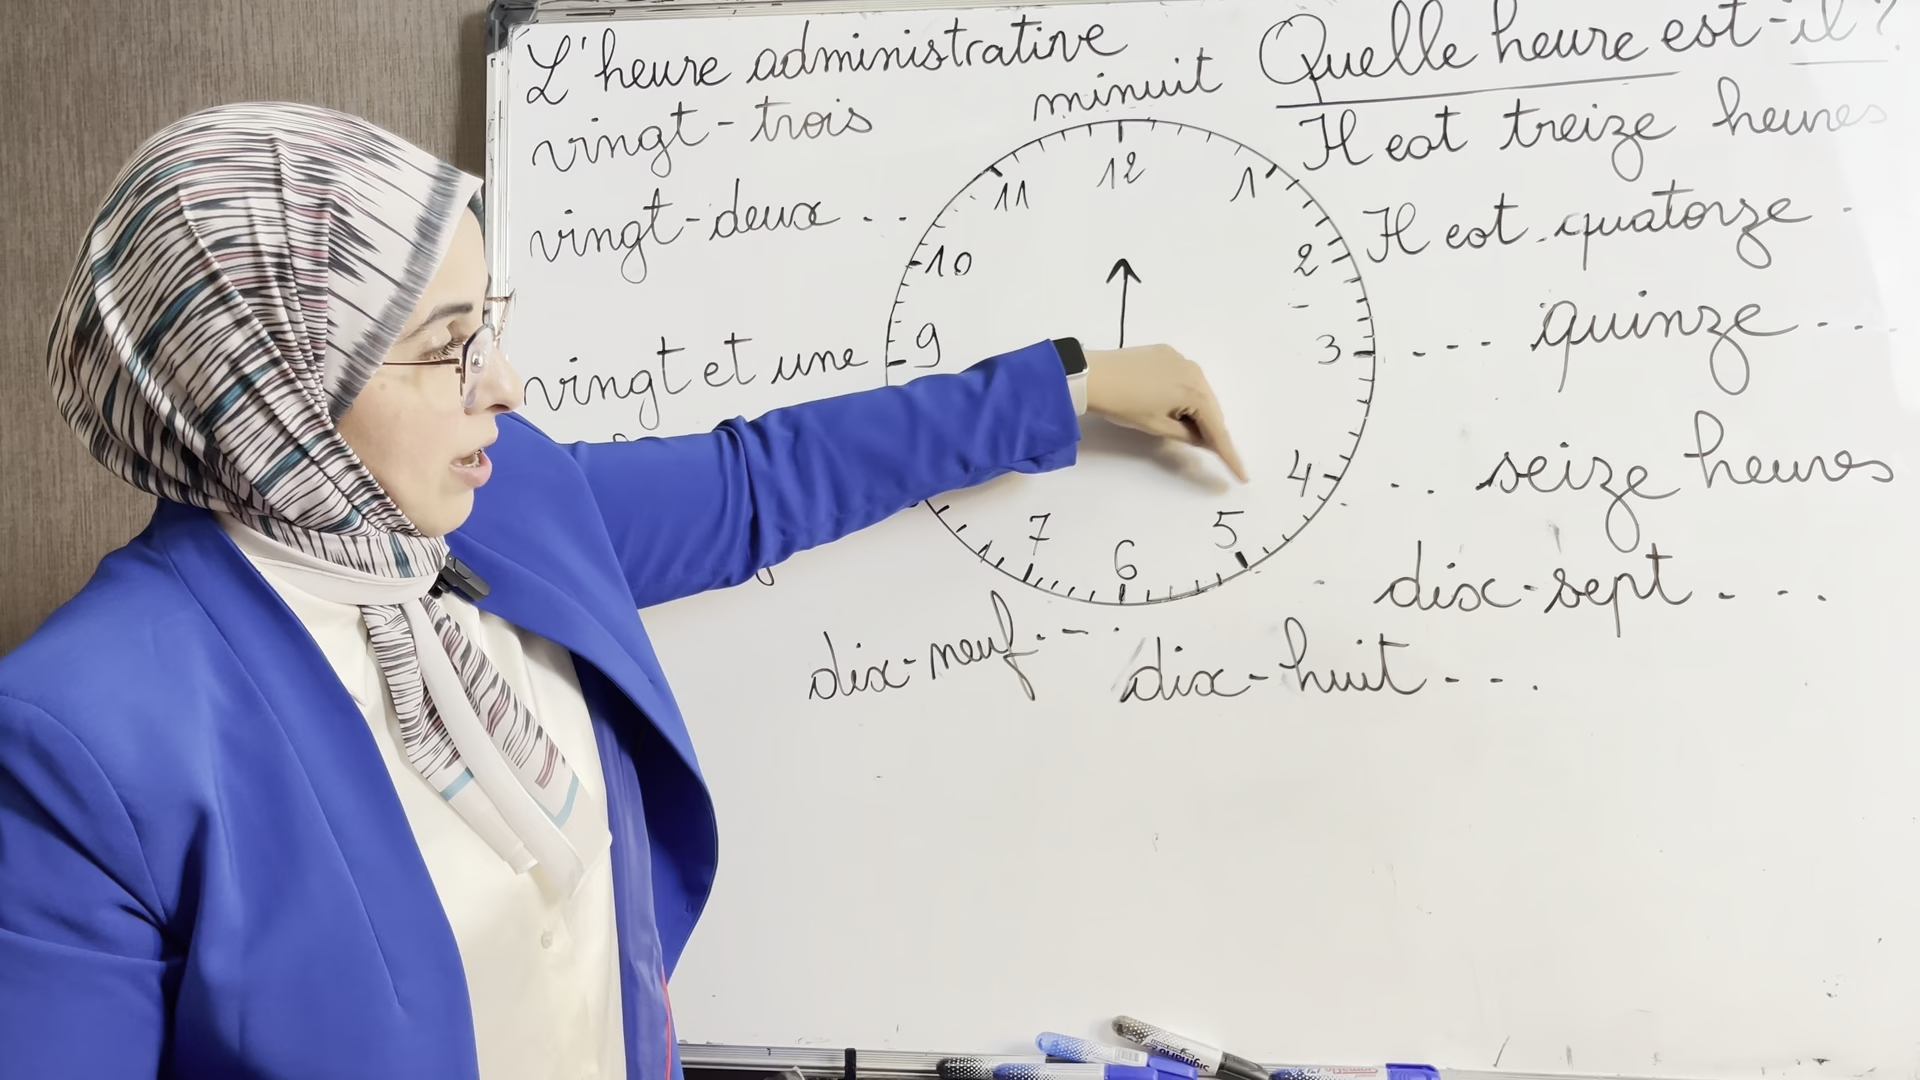 L'heure administrative
Quelle heure est-il ?
minuit
vingt-trois
Il est treize heures
vingt-deux ..
Il est quatorze .
vingt et une
... quinze ...
.. seize heures
dix-sept ...
dix-neuf ...
dix-huit ...
12
1
2
3
4
5
6
7
9
10
11